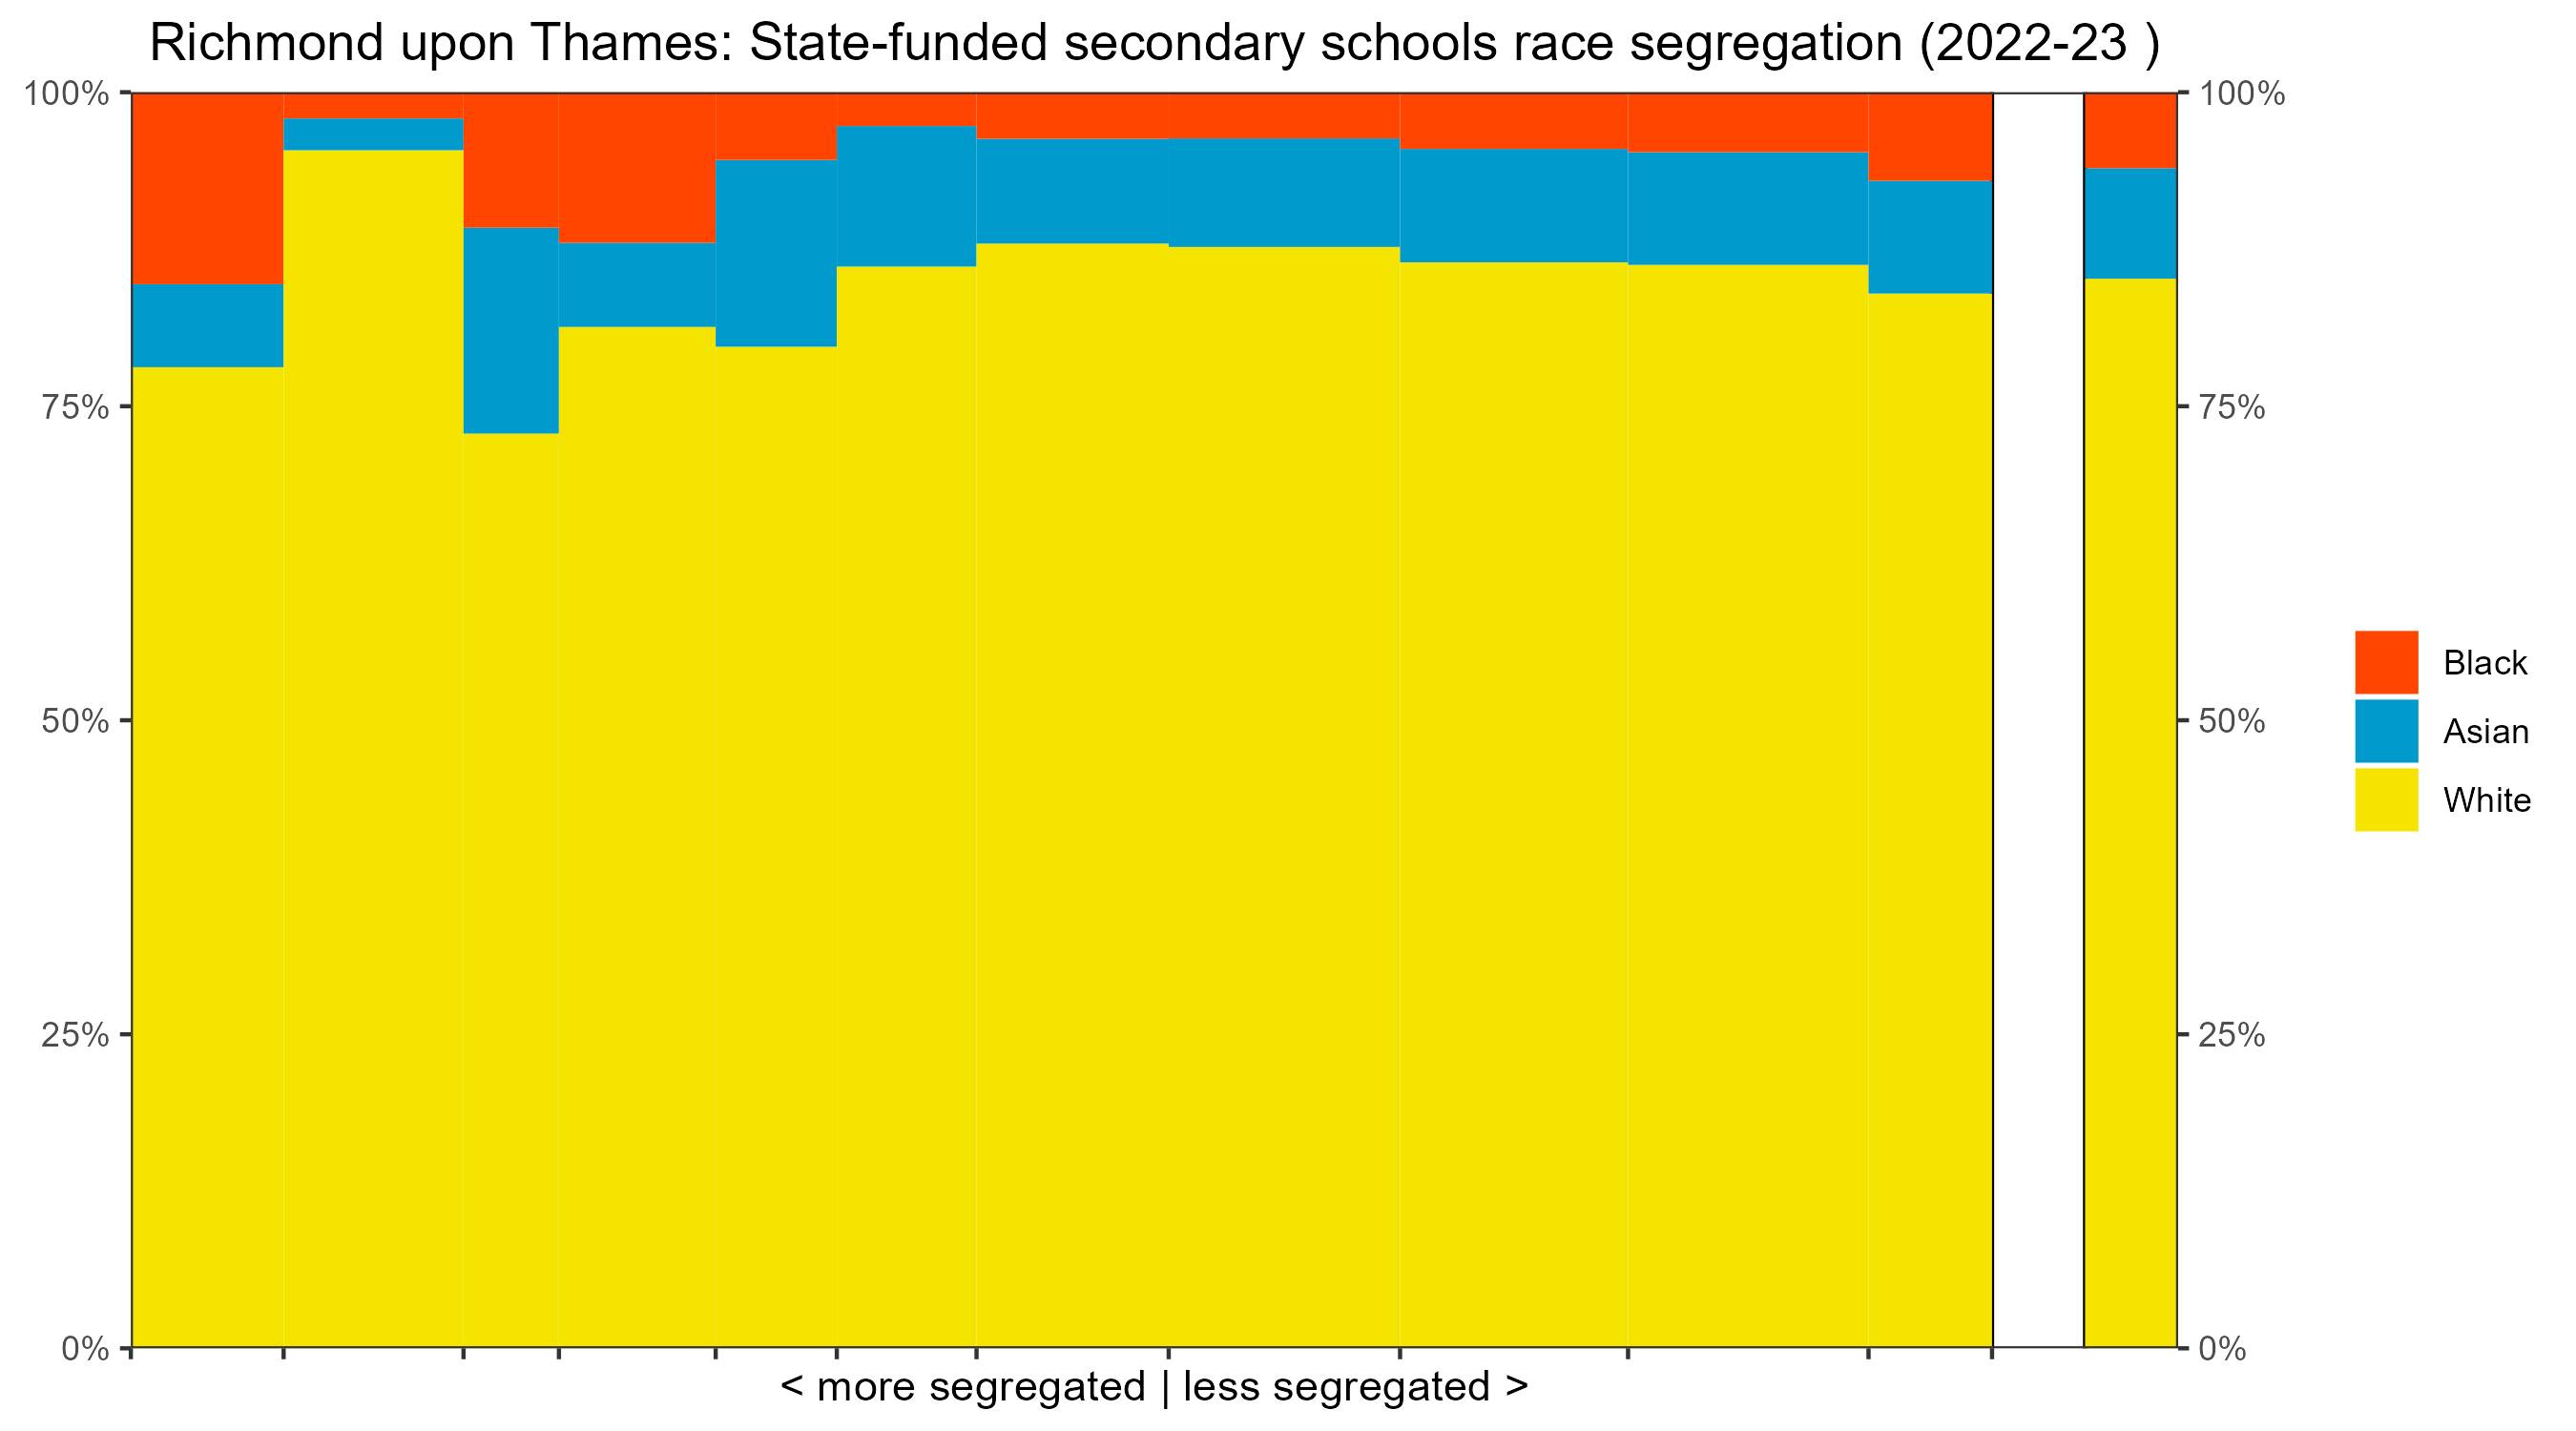 Richmond upon Thames: State-funded secondary schools race segregation (2022-23 )
100%
75%
50%
25%
0%
100%
75%
50%
25%
0%
Black
Asian
White
< more segregated | less segregated >